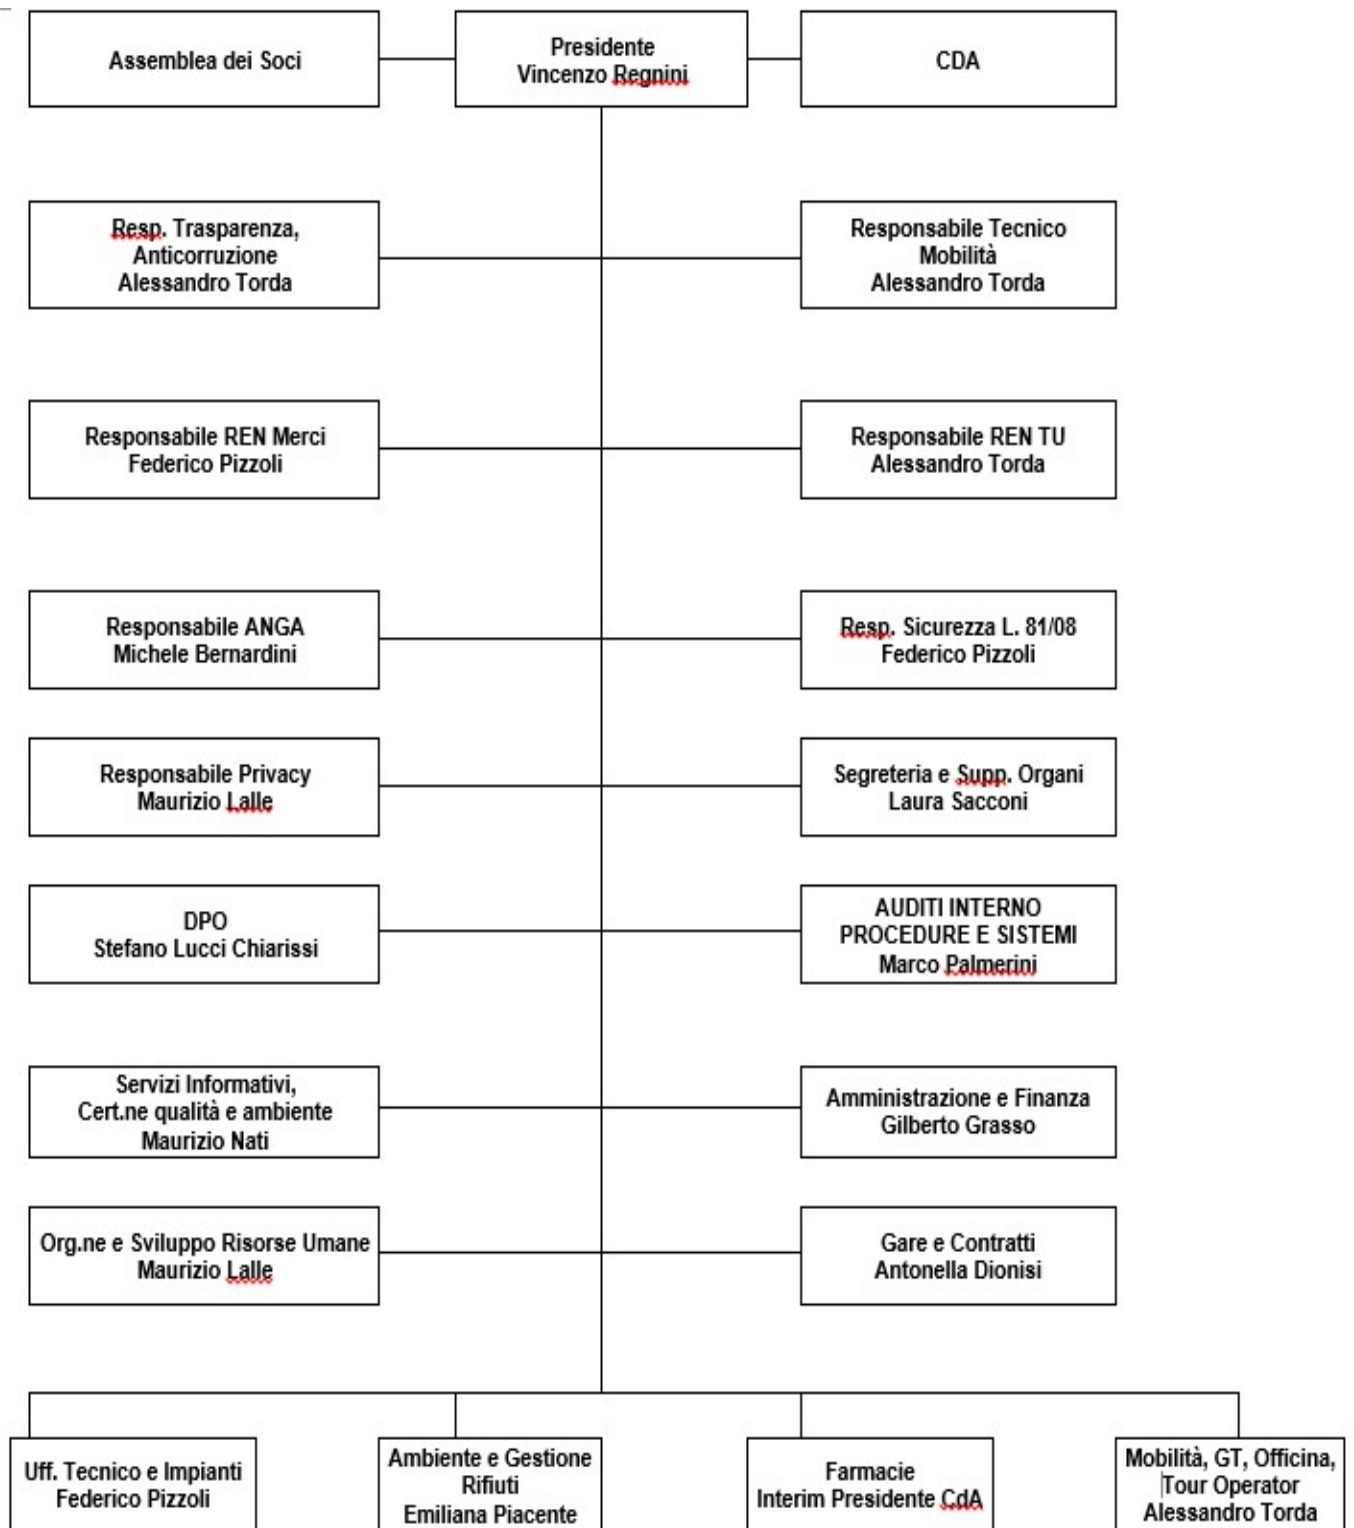 Assemblea dei Soci
Presidente
Vincenzo Regnini
CDA
Resp. Trasparenza,
Anticorruzione
Alessandro Torda
Responsabile Tecnico
Mobilità
Alessandro Torda
Responsabile REN Merci
Federico Pizzoli
Responsabile REN TU
Alessandro Torda
Responsabile ANGA
Michele Bernardini
Resp. Sicurezza L. 81/08
Federico Pizzoli
Responsabile Privacy
Maurizio Lalle
Segreteria e Supp. Organi
Laura Sacconi
DPO
Stefano Lucci Chiarissi
AUDITI INTERNO
PROCEDURE E SISTEMI
Marco Palmerini
Servizi Informativi,
Cert.ne qualità e ambiente
Maurizio Nati
Amministrazione e Finanza
Gilberto Grasso
Org.ne e Sviluppo Risorse Umane
Maurizio Lalle
Gare e Contratti
Antonella Dionisi
Uff. Tecnico e Impianti
Federico Pizzoli
Ambiente e Gestione
Rifiuti
Emiliana Piacente
Farmacie
Interim Presidente CdA
Mobilità, GT, Officina,
Tour Operator
Alessandro Torda